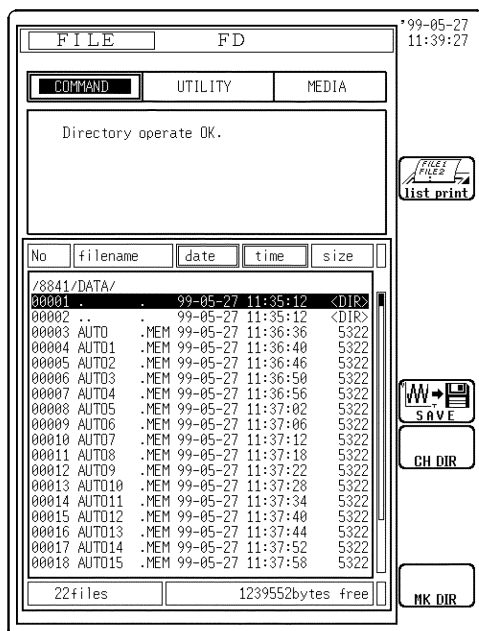 '99-05-27
11:39:27
FILE FD
COMMAND UTILITY MEDIA
Directory operate OK.
FILE1
FILE2
list print
No filename date time size
/8841/DATA/
00001 . . 99-05-27 11:35:12 <DIR>
00002 .. . 99-05-27 11:35:12 <DIR>
00003 AUTO .MEM 99-05-27 11:36:36 5322
00004 AUTO1 .MEM 99-05-27 11:36:40 5322
00005 AUTO2 .MEM 99-05-27 11:36:46 5322
00006 AUTO3 .MEM 99-05-27 11:36:50 5322
00007 AUTO4 .MEM 99-05-27 11:36:56 5322
00008 AUTO5 .MEM 99-05-27 11:37:02 5322
00009 AUTO6 .MEM 99-05-27 11:37:06 5322
00010 AUTO7 .MEM 99-05-27 11:37:12 5322
00011 AUTO8 .MEM 99-05-27 11:37:18 5322
00012 AUTO9 .MEM 99-05-27 11:37:22 5322
00013 AUTO10 .MEM 99-05-27 11:37:28 5322
00014 AUTO11 .MEM 99-05-27 11:37:34 5322
00015 AUTO12 .MEM 99-05-27 11:37:40 5322
00016 AUTO13 .MEM 99-05-27 11:37:44 5322
00017 AUTO14 .MEM 99-05-27 11:37:52 5322
00018 AUTO15 .MEM 99-05-27 11:37:58 5322
SAVE
CH DIR
22files 1239552bytes free
MK DIR